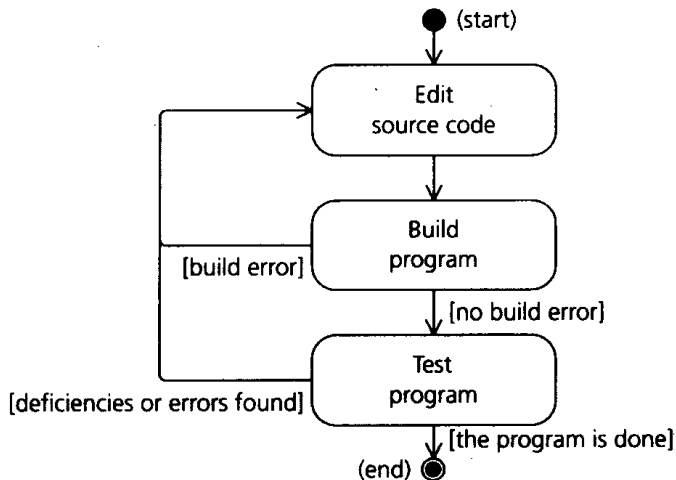 (start)
Edit
source code
Build
program
[build error]
[no build error]
Test
program
[deficiencies or errors found]
[the program is done]
(end)